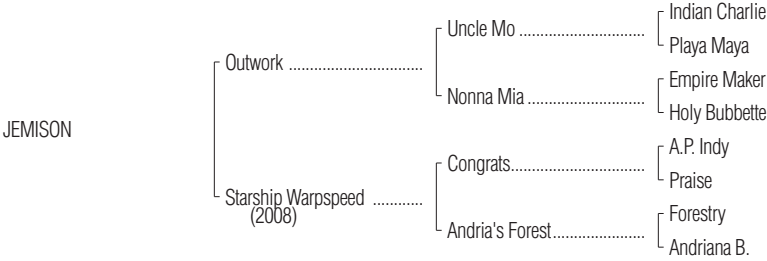 Indian Charlie
Uncle Mo ..............................
Playa Maya
Outwork ................................
Empire Maker
Nonna Mia ............................
Holy Bubbette
JEMISON
A.P. Indy
Congrats................................
Praise
Starship Warpspeed ............
(2008)
Forestry
Andria's Forest......................
Andriana B.